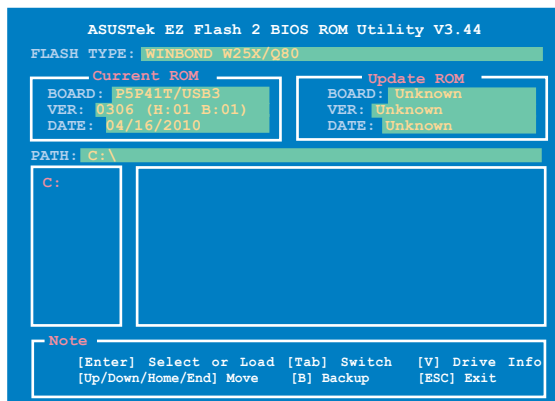 ASUSTek EZ Flash 2 BIOS ROM Utility V3.44
FLASH TYPE: WINBOND W25X/Q80
Current ROM
BOARD: P5P41T/USB3
VER: 0306 (H:01 B:01)
DATE: 04/16/2010
Update ROM
BOARD: Unknown
VER: Unknown
DATE: Unknown
PATH: C:\
C:
Note
[Enter] Select or Load [Tab] Switch [V] Drive Info
[Up/Down/Home/End] Move [B] Backup [ESC] Exit